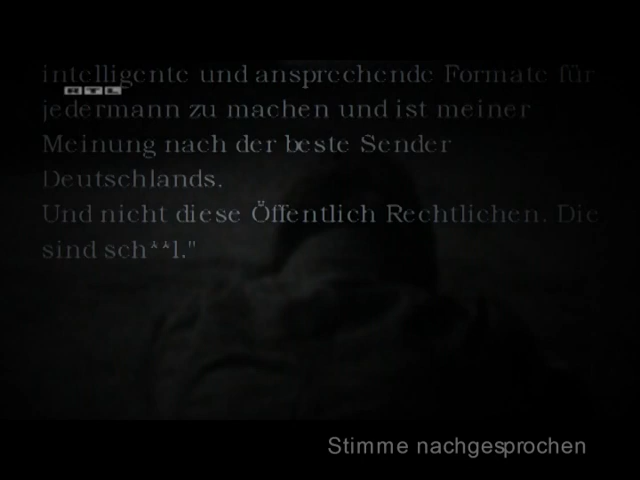 intelligente und ansprechende Formate für
RTL
jedermann zu machen und ist meiner
Meinung nach der beste Sender
Deutschlands.
Und nicht diese Öffentlich Rechtlichen. Die
sind sch**l."
Stimme nachgesprochen